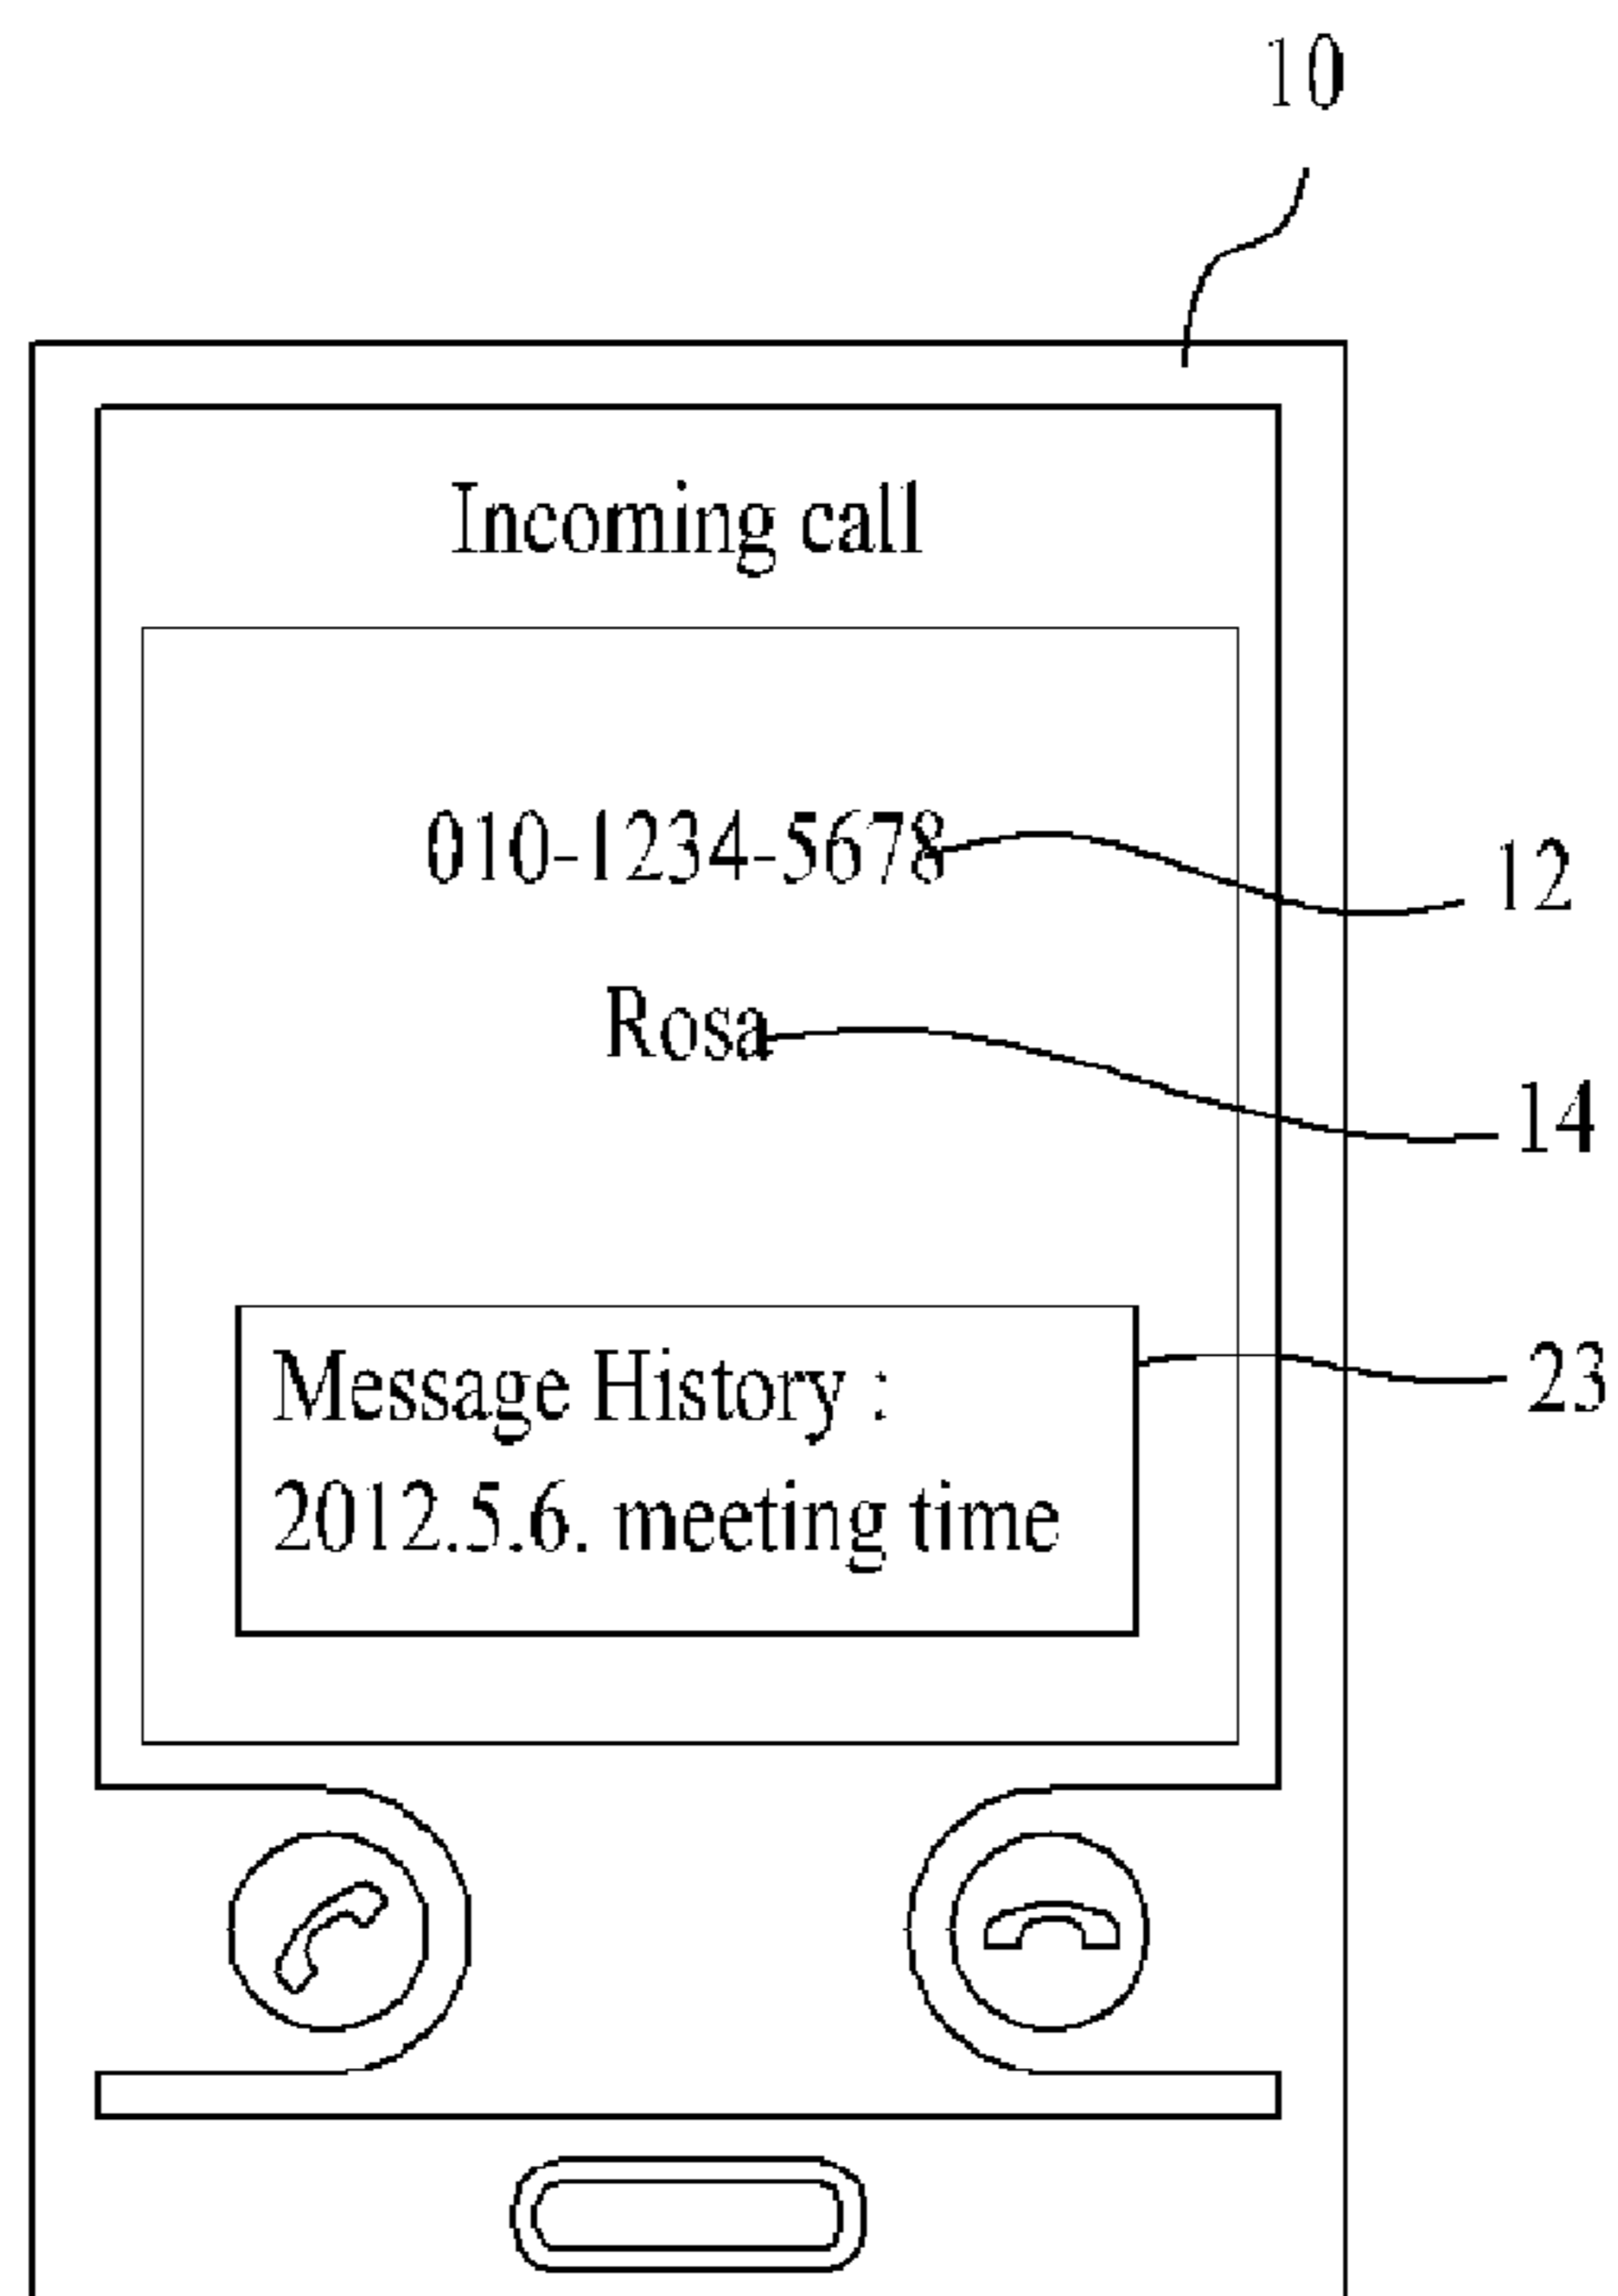 10
Incoming call
010-1234-5678
12
Rosa
14
Message History :
23
2012.5.6. meeting time